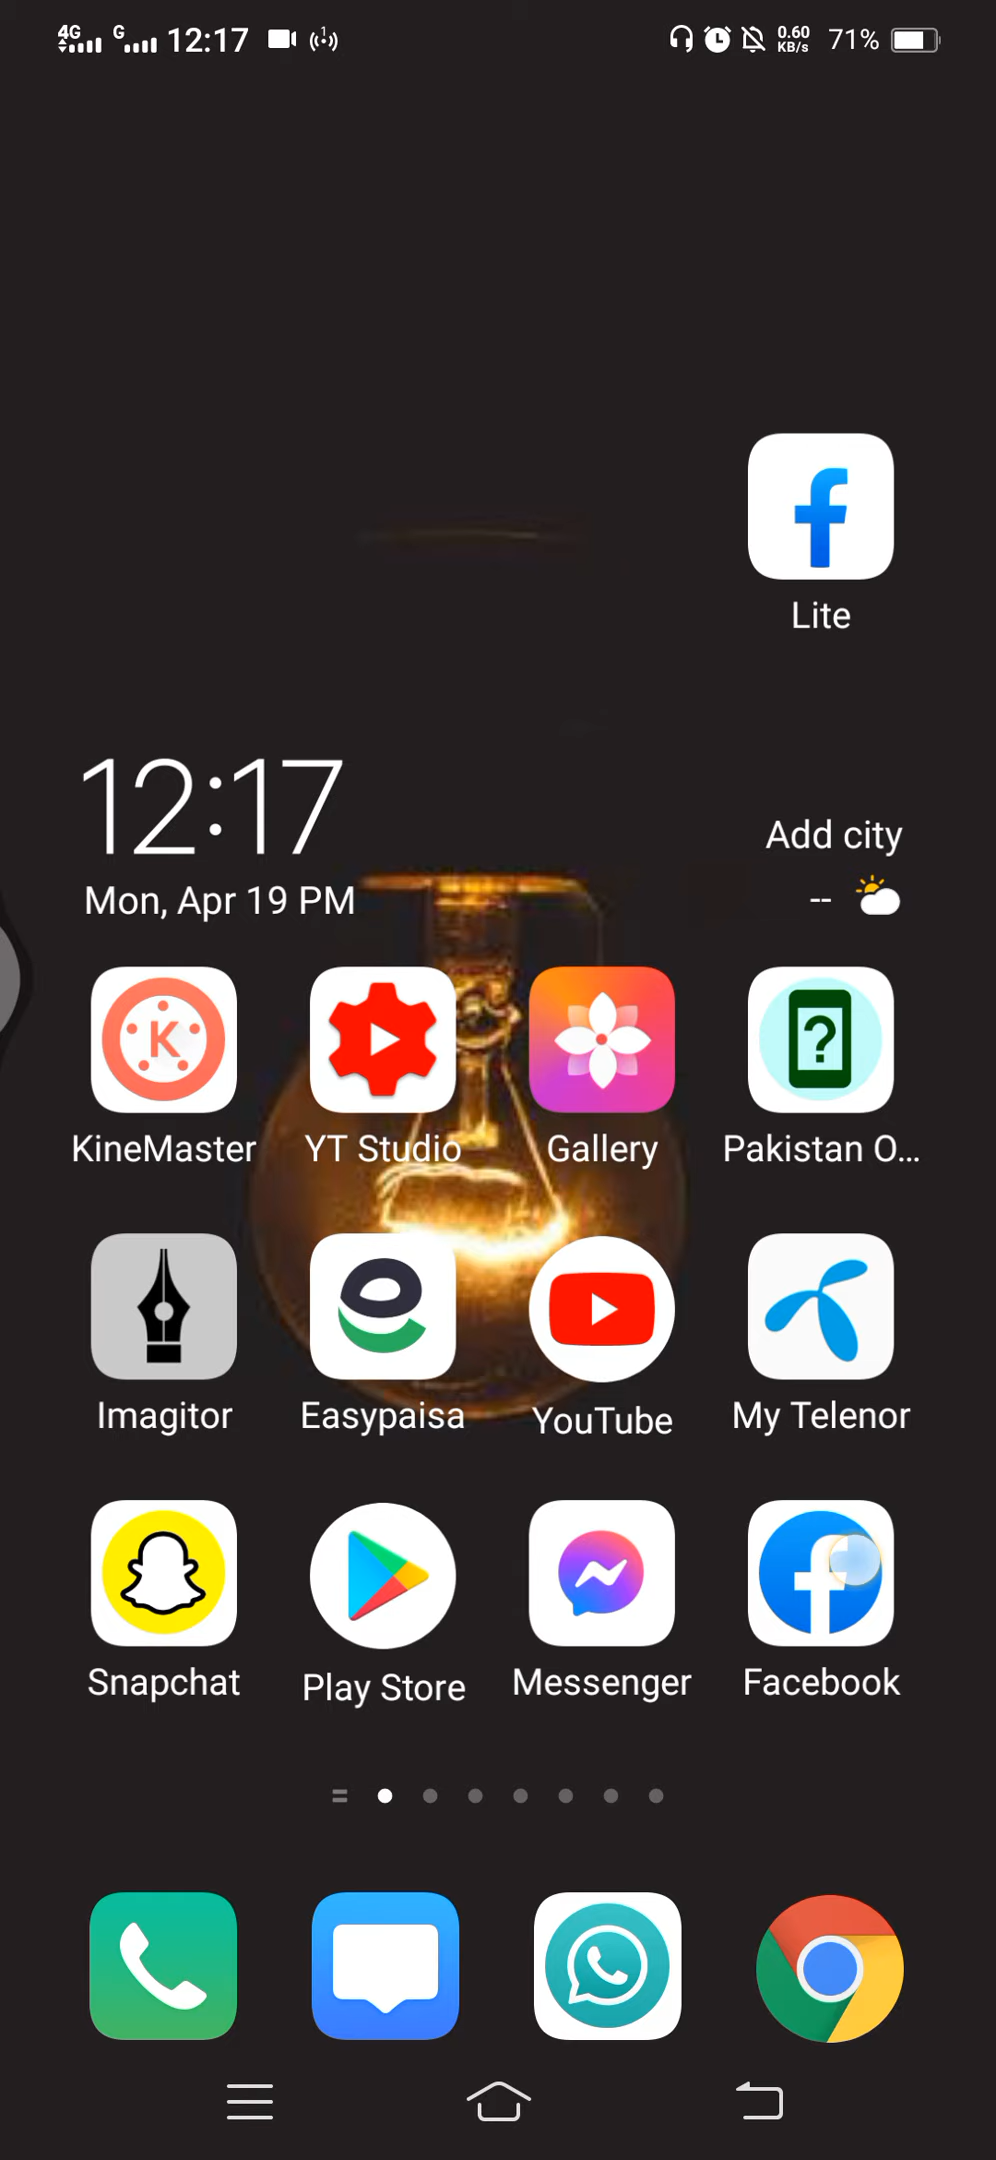 4G G 12:17 0.60 KB/s 71%
Lite
12:17
Add city
Mon, Apr 19 PM
--
K ?
KineMaster YT Studio Gallery Pakistan O...
Imagitor Easypaisa YouTube My Telenor
Snapchat Play Store Messenger Facebook